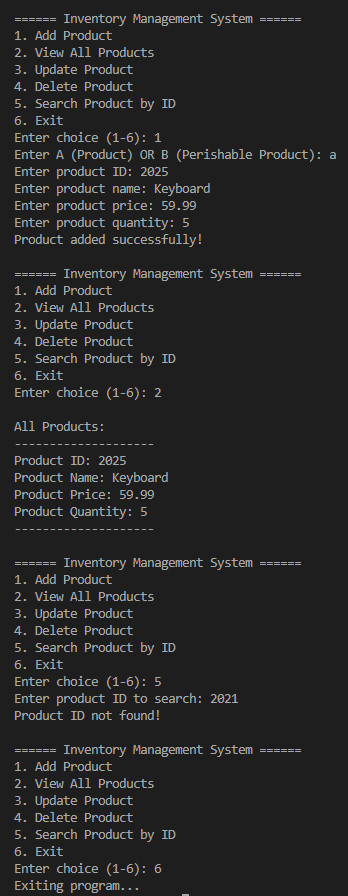 ====== Inventory Management System ======
1. Add Product
2. View All Products
3. Update Product
4. Delete Product
5. Search Product by ID
6. Exit
Enter choice (1-6): 1
Enter A (Product) OR B (Perishable Product): a
Enter product ID: 2025
Enter product name: Keyboard
Enter product price: 59.99
Enter product quantity: 5
Product added successfully!

====== Inventory Management System ======
1. Add Product
2. View All Products
3. Update Product
4. Delete Product
5. Search Product by ID
6. Exit
Enter choice (1-6): 2

All Products:
--------------------
Product ID: 2025
Product Name: Keyboard
Product Price: 59.99
Product Quantity: 5
--------------------

====== Inventory Management System ======
1. Add Product
2. View All Products
3. Update Product
4. Delete Product
5. Search Product by ID
6. Exit
Enter choice (1-6): 5
Enter product ID to search: 2021
Product ID not found!

====== Inventory Management System ======
1. Add Product
2. View All Products
3. Update Product
4. Delete Product
5. Search Product by ID
6. Exit
Enter choice (1-6): 6
Exiting program...